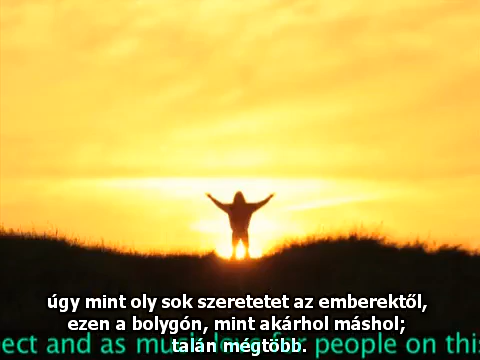 úgy mint oly sok szeretetet az emberektől,
ezen a bolygón, mint akárhol máshol;
talán mégtöbb.
ect and as people on this